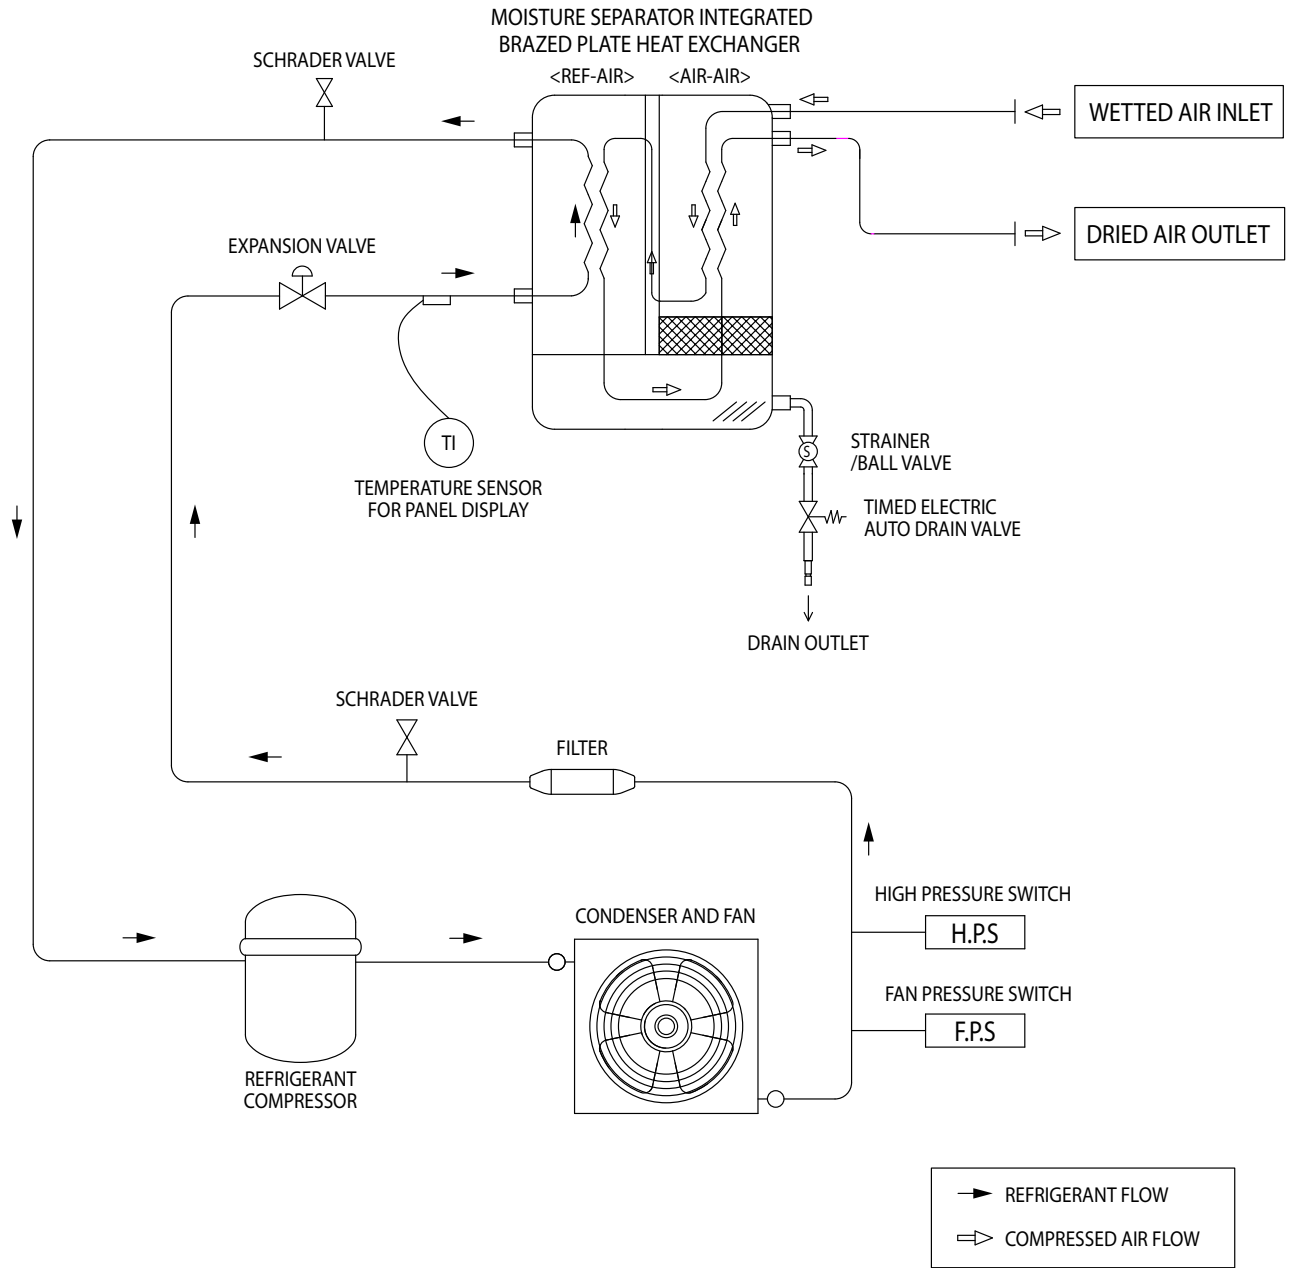 MOISTURE SEPARATOR INTEGRATED
BRAZED PLATE HEAT EXCHANGER
<REF-AIR> <AIR-AIR>
SCHRADER VALVE
WETTED AIR INLET
DRIED AIR OUTLET
EXPANSION VALVE
TI
TEMPERATURE SENSOR
FOR PANEL DISPLAY
S
STRAINER
/BALL VALVE
TIMED ELECTRIC
AUTO DRAIN VALVE
DRAIN OUTLET
SCHRADER VALVE
FILTER
HIGH PRESSURE SWITCH
H.P.S
CONDENSER AND FAN
FAN PRESSURE SWITCH
F.P.S
REFRIGERANT
COMPRESSOR
REFRIGERANT FLOW
COMPRESSED AIR FLOW